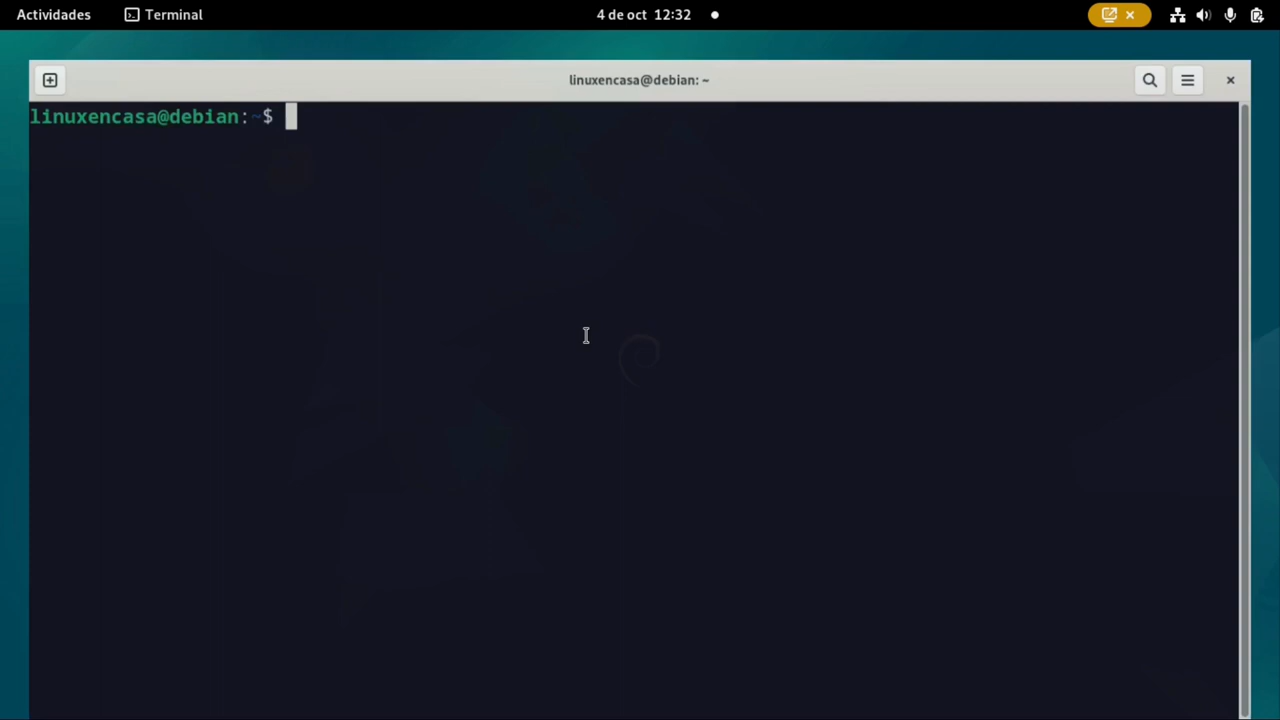 Actividades Terminal 4 de oct 12:32
linuxencasa@debian: ~
linuxencasa@debian:~$